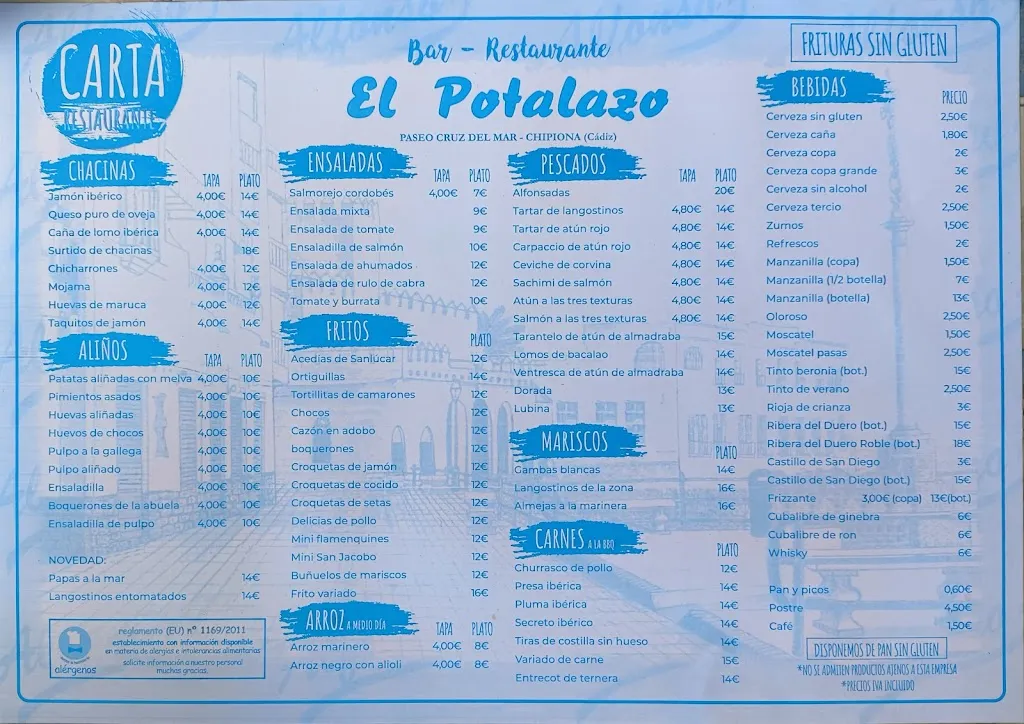 CARTA
RESTAURANTE
Bar - Restaurante
El Potalazo
PASEO CRUZ DEL MAR - CHIPIONA (Cádiz)
FRITURAS SIN GLUTEN
CHACINAS TAPA PLATO
Jamón ibérico 4,00€ 14€
Queso puro de oveja 4,00€ 14€
Caña de lomo ibérica 4,00€ 14€
Surtido de chacinas 18€
Chicharrones 4,00€ 12€
Mojama 4,00€ 12€
Huevas de maruca 4,00€ 12€
Taquitos de jamón 4,00€ 14€
ALIÑOS TAPA PLATO
Patatas aliñadas con melva 4,00€ 10€
Pimientos asados 4,00€ 10€
Huevas aliñadas 4,00€ 10€
Huevos de chocos 4,00€ 10€
Pulpo a la gallega 4,00€ 10€
Pulpo aliñado 4,00€ 10€
Ensaladilla 4,00€ 10€
Boquerones de la abuela 4,00€ 10€
Ensaladilla de pulpo 4,00€ 10€
NOVEDAD:
Papas a la mar 14€
Langostinos entomatados 14€
alérgenos
reglamento (EU) nº 1169/2011
establecimiento con información disponible
en materia de alergias e intolerancias alimentarias
solicite información a nuestro personal
muchas gracias.
ENSALADAS TAPA PLATO
Salmorejo cordobés 4,00€ 7€
Ensalada mixta 9€
Ensalada de tomate 9€
Ensaladilla de salmón 10€
Ensalada de ahumados 12€
Ensalada de rulo de cabra 12€
Tomate y burrata 10€
FRITOS PLATO
Acedias de Sanlúcar 12€
Ortiguillas 14€
Tortillitas de camarones 12€
Chocos 12€
Cazón en adobo 12€
boquerones 12€
Croquetas de jamón 12€
Croquetas de cocido 12€
Croquetas de setas 12€
Delicias de pollo 12€
Mini flamenquines 12€
Mini San Jacobo 12€
Buñuelos de mariscos 12€
Frito variado 16€
ARROZ A MEDIO DÍA TAPA PLATO
Arroz marinero 4,00€ 8€
Arroz negro con alioli 4,00€ 8€
PESCADOS TAPA PLATO
Alfonsadas 20€
Tartar de langostinos 4,80€ 14€
Tartar de atún rojo 4,80€ 14€
Carpaccio de atún rojo 4,80€ 14€
Ceviche de corvina 4,80€ 14€
Sachimi de salmón 4,80€ 14€
Atún a las tres texturas 4,80€ 14€
Salmón a las tres texturas 4,80€ 14€
Tarantelo de atún de almadraba 15€
Lomos de bacalao 14€
Ventresca de atún de almadraba 14€
Dorada 13€
Lubina 13€
MARISCOS PLATO
Gambas blancas 14€
Langostinos de la zona 16€
Almejas a la marinera 16€
CARNES A LA BBQ PLATO
Churrasco de pollo 12€
Presa ibérica 14€
Pluma ibérica 14€
Secreto ibérico 14€
Tiras de costilla sin hueso 14€
Variado de carne 15€
Entrecot de ternera 14€
BEBIDAS PRECIO
Cerveza sin gluten 2,50€
Cerveza caña 1,80€
Cerveza copa 2€
Cerveza copa grande 3€
Cerveza sin alcohol 2€
Cerveza tercio 2,50€
Zumos 1,50€
Refrescos 2€
Manzanilla (copa) 1,50€
Manzanilla (1/2 botella) 7€
Manzanilla (botella) 13€
Oloroso 2,50€
Moscatel 1,50€
Moscatel pasas 2,50€
Tinto beronia (bot.) 15€
Tinto de verano 2,50€
Rioja de crianza 3€
Ribera del Duero (bot.) 15€
Ribera del Duero Roble (bot.) 18€
Castillo de San Diego 3€
Castillo de San Diego (bot.) 15€
Frizzante 3,00€ (copa) 13€(bot.)
Cubalibre de ginebra 6€
Cubalibre de ron 6€
Whisky 6€
Pan y picos 0,60€
Postre 4,50€
Café 1,50€
DISPONEMOS DE PAN SIN GLUTEN
*NO SE ADMITEN PRODUCTOS AJENOS A ESTA EMPRESA
*PRECIOS IVA INCLUIDO